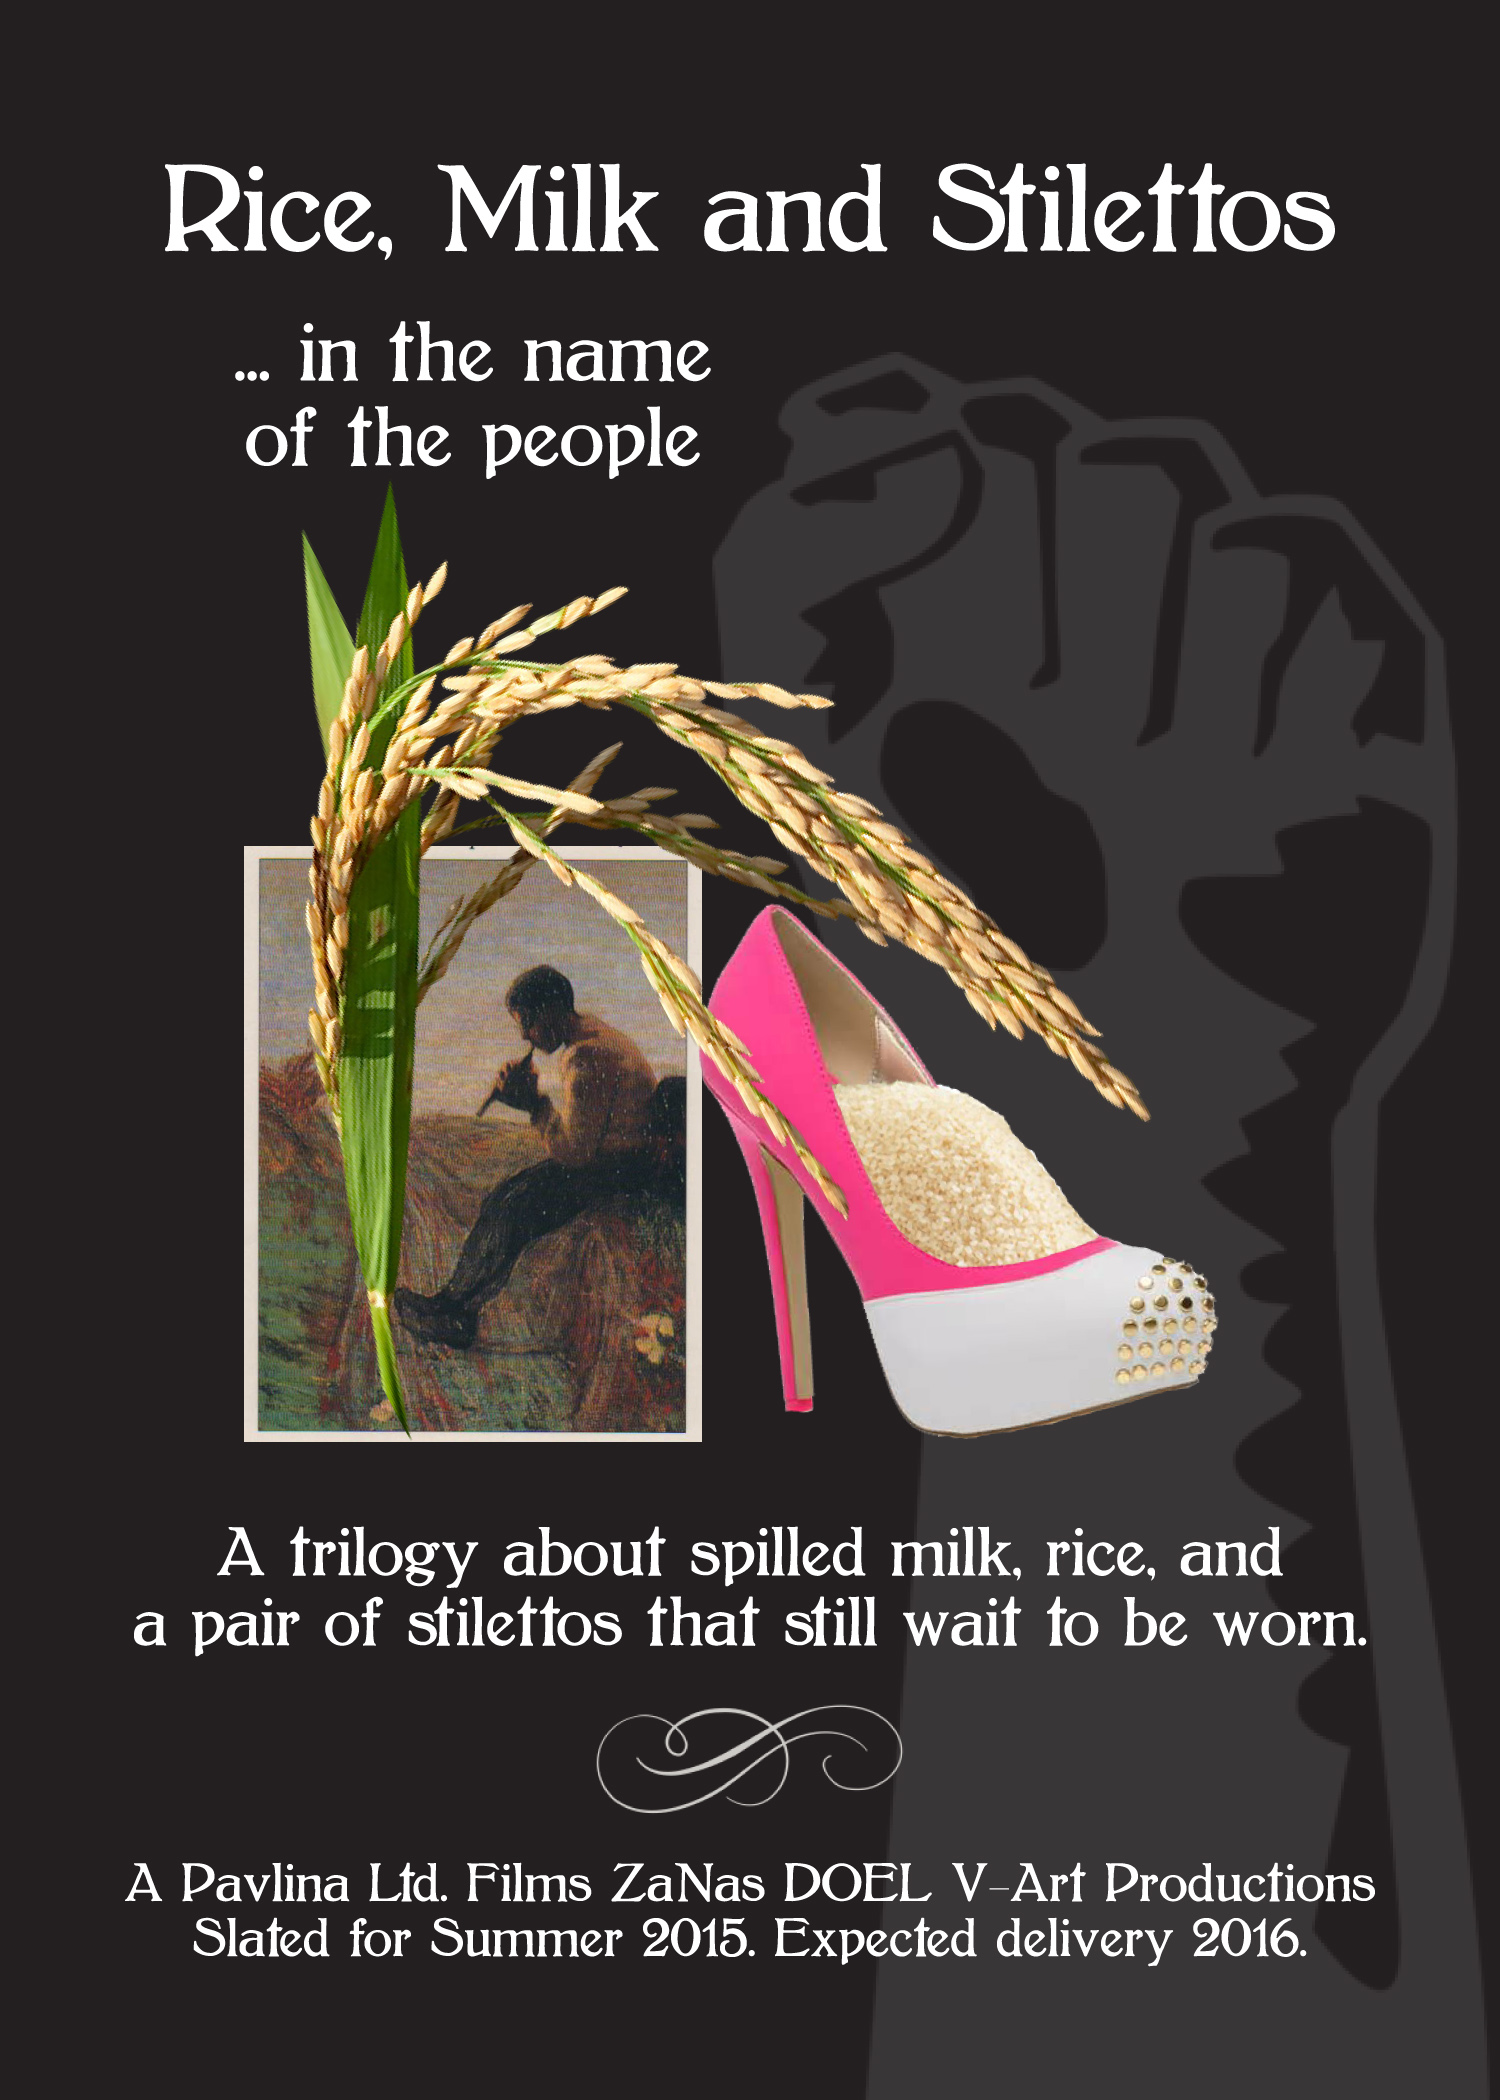 Rice, Milk and Stilettos
... in the name
of the people
A trilogy about spilled milk, rice, and
a pair of stilettos that still wait to be worn.
A Pavlina Ltd. Films ZaNas DOEL V-Art Productions
Slated for Summer 2015. Expected delivery 2016.